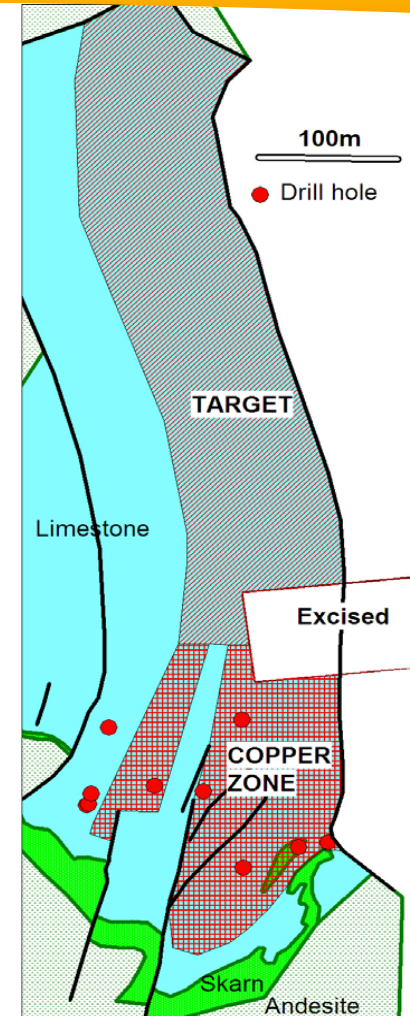 100m
Drill hole
TARGET
Limestone
Excised
COPPER
ZONE
Skarn
Andesite